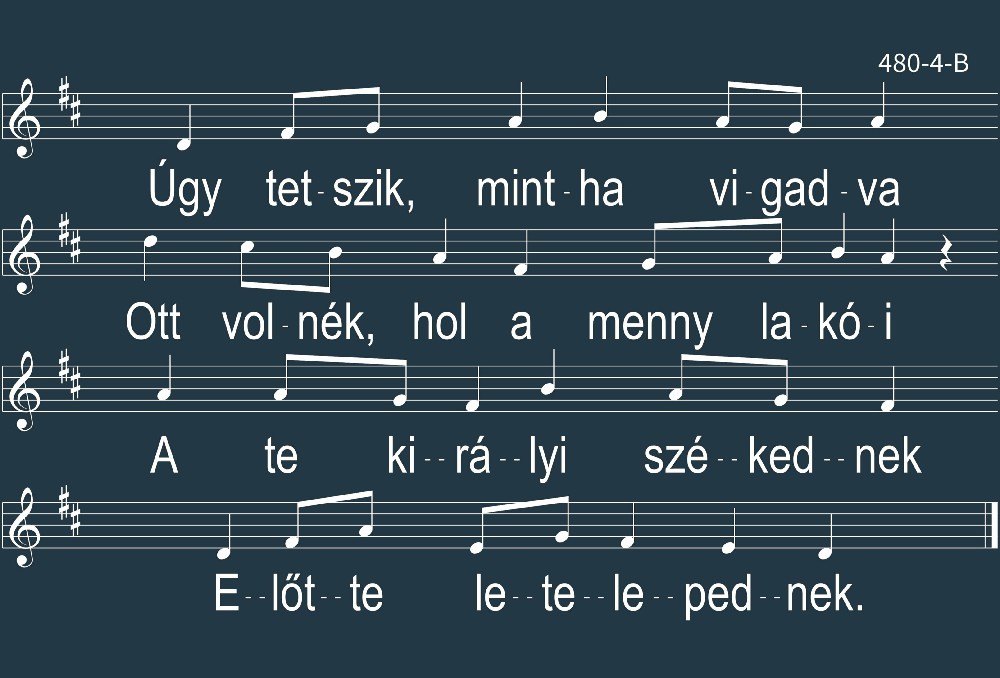 480-4-B
Úgy tet-szik, mint-ha vi-gad-va
Ott vol-nék, hol a menny la-kó-i
A te ki--rá--lyi szé--ked--nek
E--lőt--te le--te--le--ped--nek.